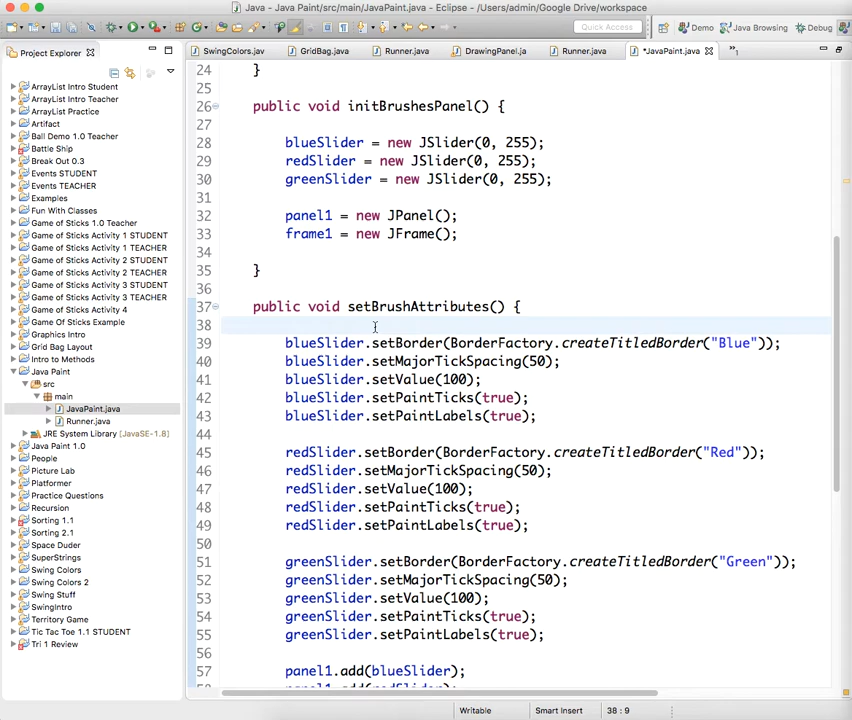 Java - Java Paint/src/main/JavaPaint.java - Eclipse - /Users/admin/Google Drive/workspace
Quick Access
Demo
Java Browsing
Debug
Project Explorer
SwingColors.jav
GridBag.java
Runner.java
DrawingPanel.ja
Runner.java
*JavaPaint.java
»1
ArrayList Intro Student
ArrayList Intro Teacher
ArrayList Practice
Artifact
Ball Demo 1.0 Teacher
Battle Ship
Break Out 0.3
Events STUDENT
Events TEACHER
Examples
Fun With Classes
Game of Sticks 1.0 Teacher
Game of Sticks Activity 1 STUDENT
Game of Sticks Activity 1 TEACHER
Game of Sticks Activity 2 STUDENT
Game of Sticks Activity 2 TEACHER
Game of Sticks Activity 3 STUDENT
Game of Sticks Activity 3 TEACHER
Game of Sticks Activity 4
Game Of Sticks Example
Graphics Intro
Grid Bag Layout
Intro to Methods
Java Paint
src
main
JavaPaint.java
Runner.java
JRE System Library [JavaSE-1.8]
Java Paint 1.0
People
Picture Lab
Platformer
Practice Questions
Recursion
Sorting 1.1
Sorting 2.1
Space Duder
SuperStrings
Swing Colors
Swing Colors 2
Swing Stuff
SwingIntro
Territory Game
Tic Tac Toe 1.1 STUDENT
Tri 1 Review
24 }
25
26 public void initBrushesPanel() {
27
28 blueSlider = new JSlider(0, 255);
29 redSlider = new JSlider(0, 255);
30 greenSlider = new JSlider(0, 255);
31
32 panel1 = new JPanel();
33 frame1 = new JFrame();
34
35 }
36
37 public void setBrushAttributes() {
38
39 blueSlider.setBorder(BorderFactory.createTitledBorder("Blue"));
40 blueSlider.setMajorTickSpacing(50);
41 blueSlider.setValue(100);
42 blueSlider.setPaintTicks(true);
43 blueSlider.setPaintLabels(true);
44
45 redSlider.setBorder(BorderFactory.createTitledBorder("Red"));
46 redSlider.setMajorTickSpacing(50);
47 redSlider.setValue(100);
48 redSlider.setPaintTicks(true);
49 redSlider.setPaintLabels(true);
50
51 greenSlider.setBorder(BorderFactory.createTitledBorder("Green"));
52 greenSlider.setMajorTickSpacing(50);
53 greenSlider.setValue(100);
54 greenSlider.setPaintTicks(true);
55 greenSlider.setPaintLabels(true);
56
57 panel1.add(blueSlider);
Writable
Smart Insert
38 : 9